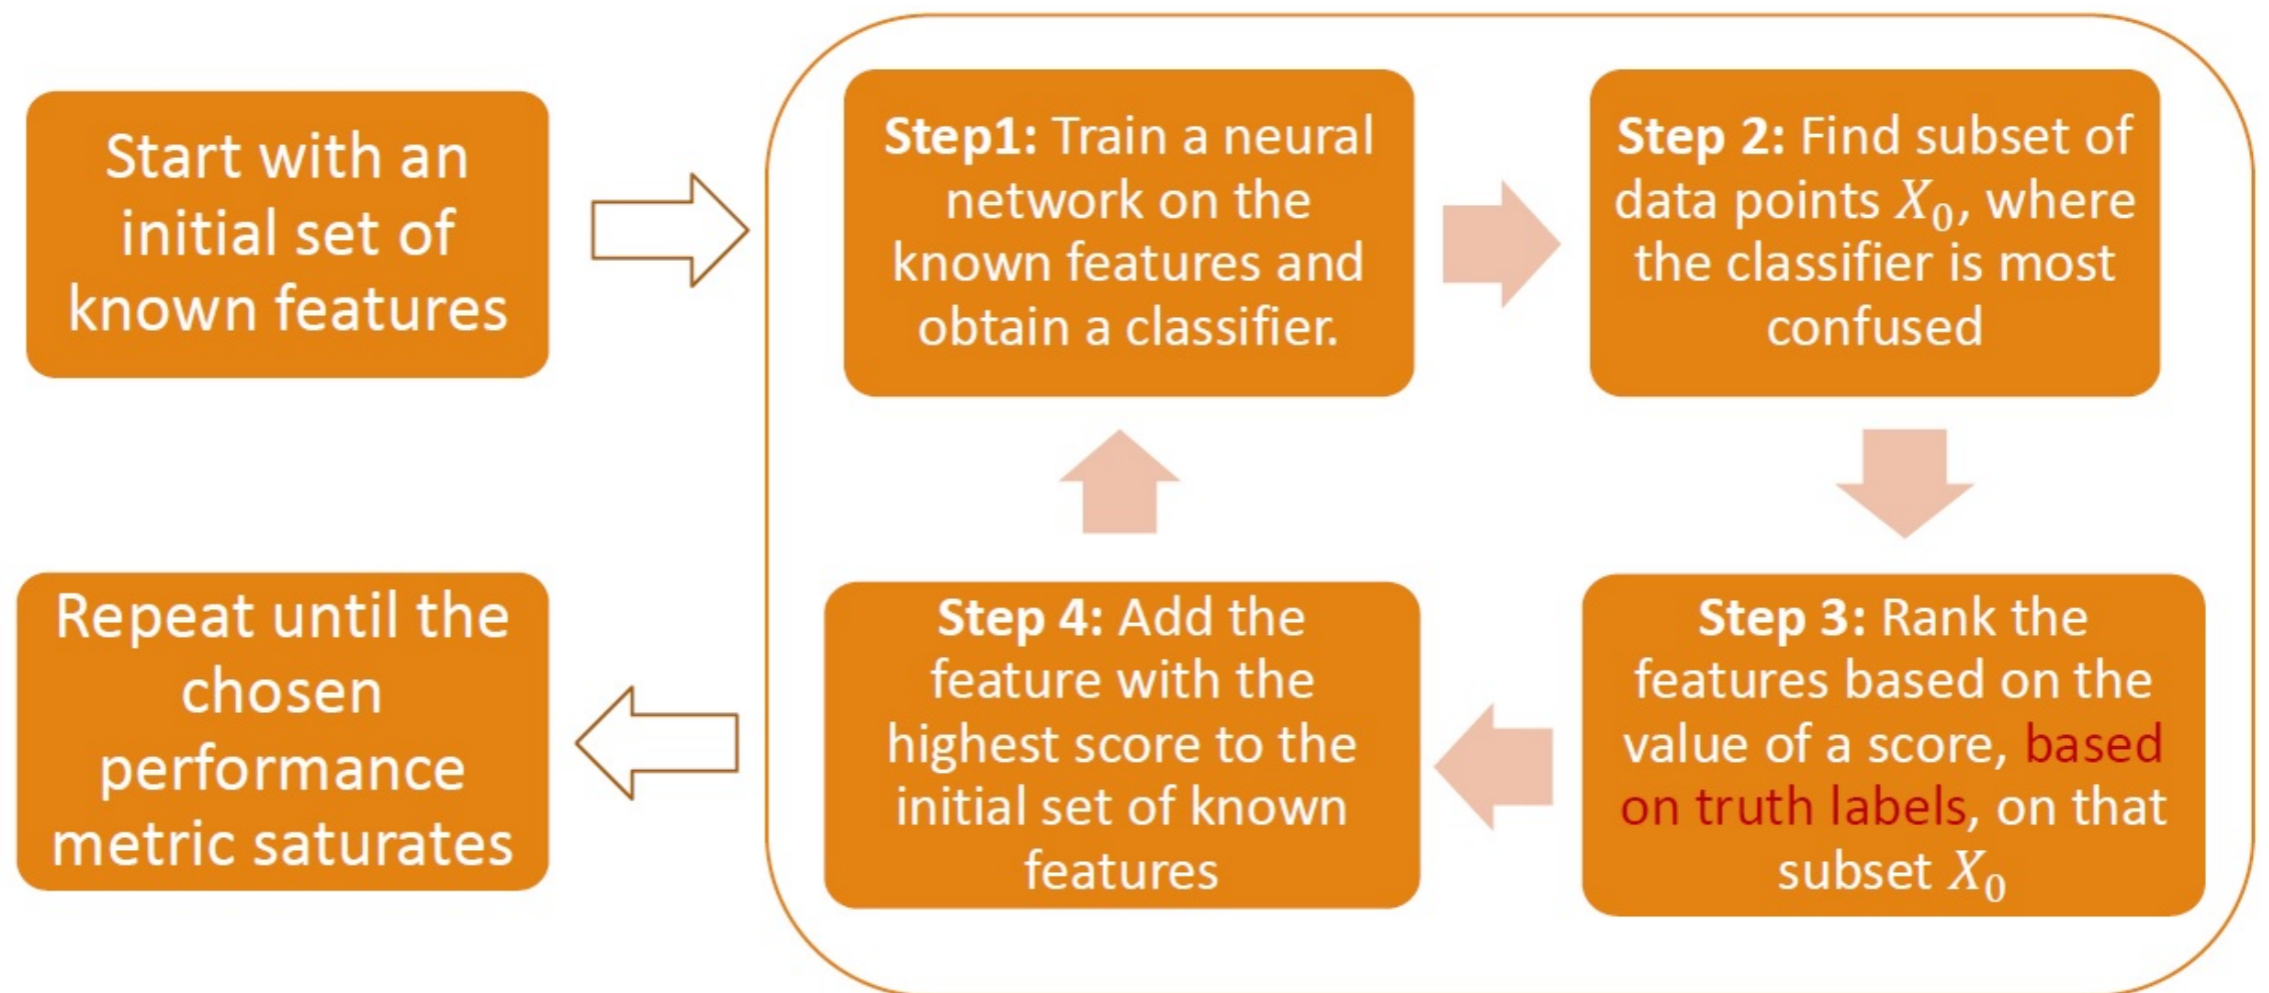 Start with an
initial set of
known features
Step1: Train a neural
network on the
known features and
obtain a classifier.
Step 2: Find subset of
data points X₀, where
the classifier is most
confused
Step 3: Rank the
features based on the
value of a score, based
on truth labels, on that
subset X₀
Step 4: Add the
feature with the
highest score to the
initial set of known
features
Repeat until the
chosen
performance
metric saturates